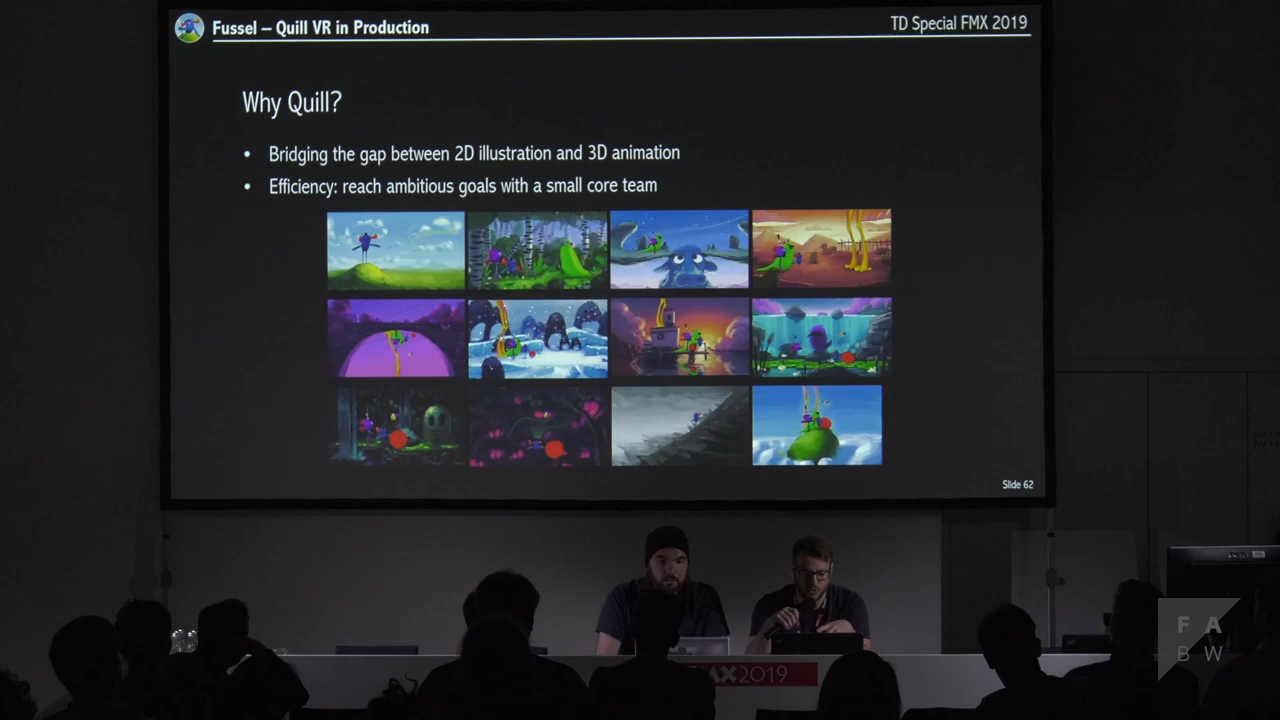 Fussel – Quill VR in Production
TD Special FMX 2019
Why Quill?
• Bridging the gap between 2D illustration and 3D animation
• Efficiency: reach ambitious goals with a small core team
Slide 62
MX2019
F A
B W